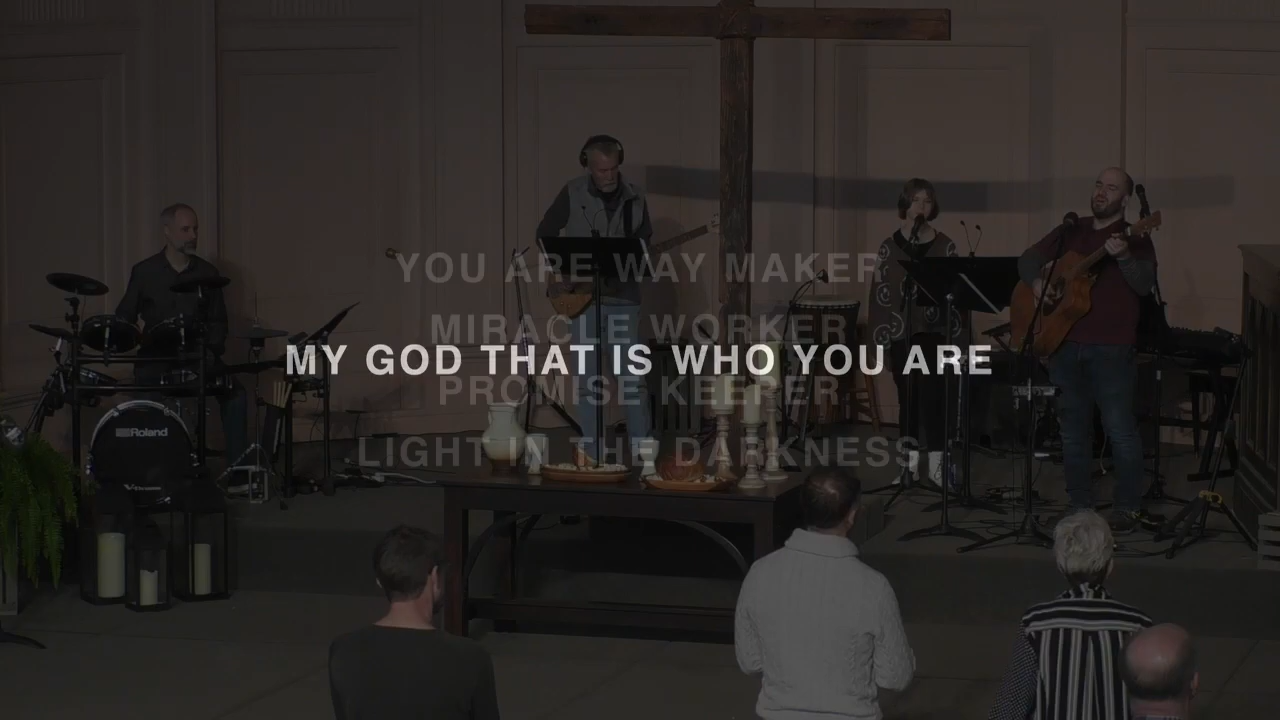 YOU ARE WAY MAKER
MIRACLE WORKER
MY GOD THAT IS WHO YOU ARE
PROMISE KEEPER
LIGHT IN THE DARKNESS
Roland
V-Drums